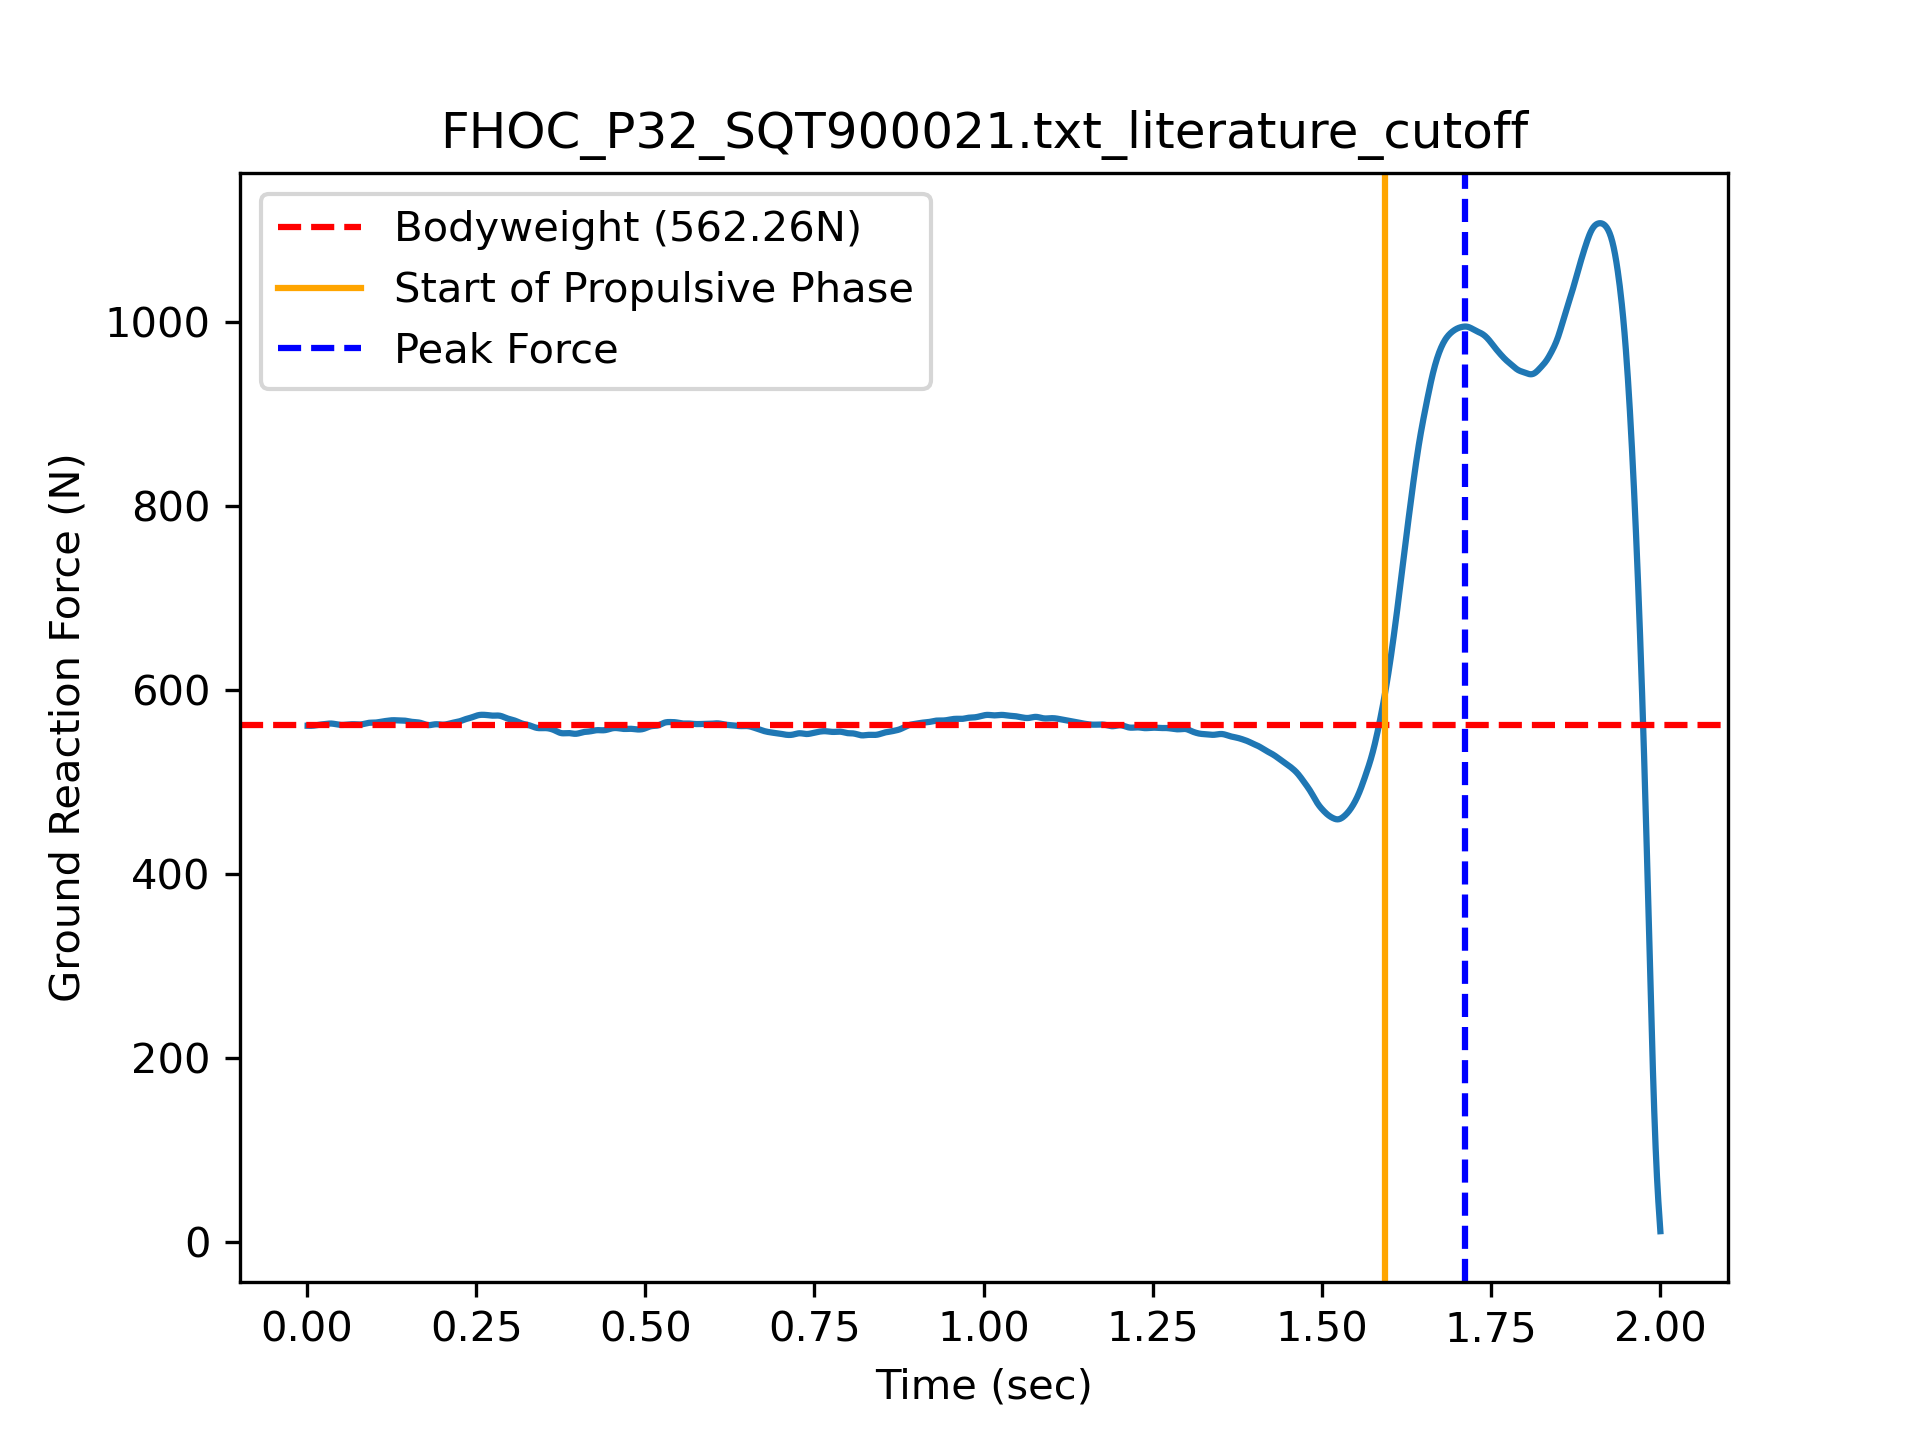 FHOC_P32_SQT900021.txt_literature_cutoff
Bodyweight (562.26N)
Start of Propulsive Phase
Peak Force
Ground Reaction Force (N)
1000
800
600
400
200
0
0.00 0.25 0.50 0.75 1.00 1.25 1.50 1.75 2.00
Time (sec)